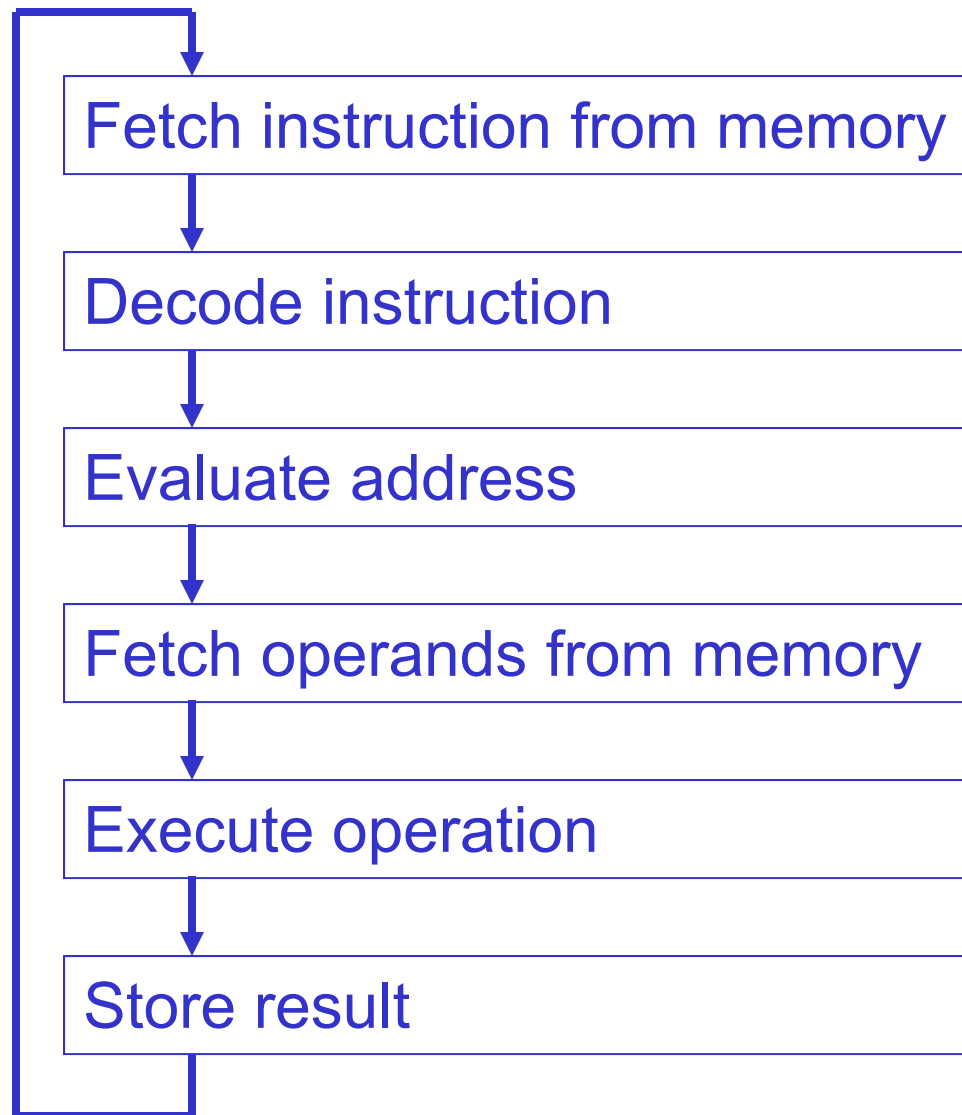 Fetch instruction from memory
Decode instruction
Evaluate address
Fetch operands from memory
Execute operation
Store result